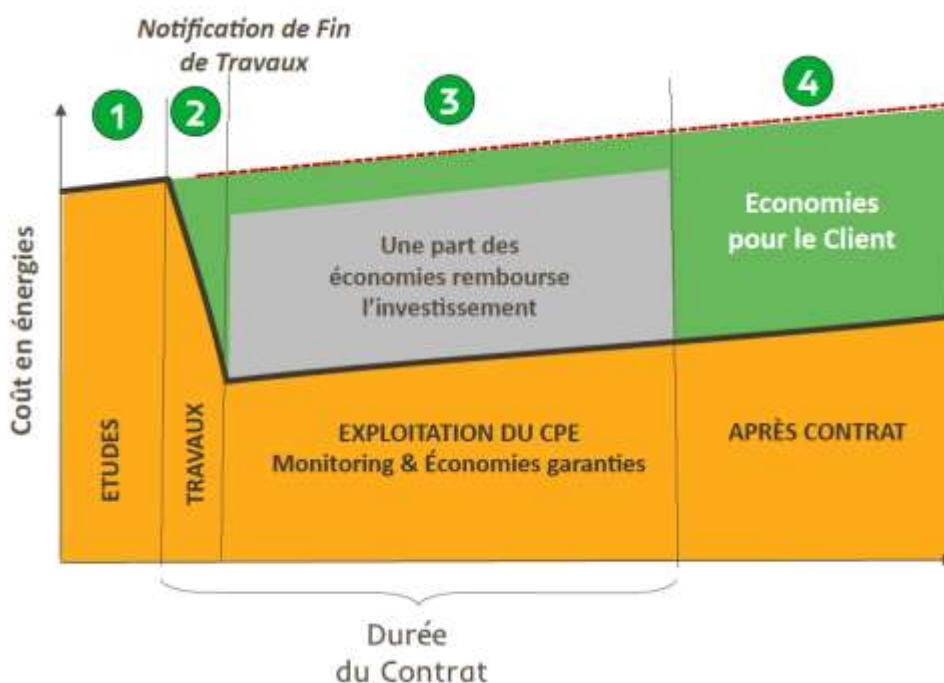 Notification de Fin
de Travaux
1
2
3
4
Coût en énergies
Une part des
économies rembourse
l'investissement
Economies
pour le Client
ETUDES
TRAVAUX
EXPLOITATION DU CPE
Monitoring & Économies garanties
APRÈS CONTRAT
Durée
du Contrat